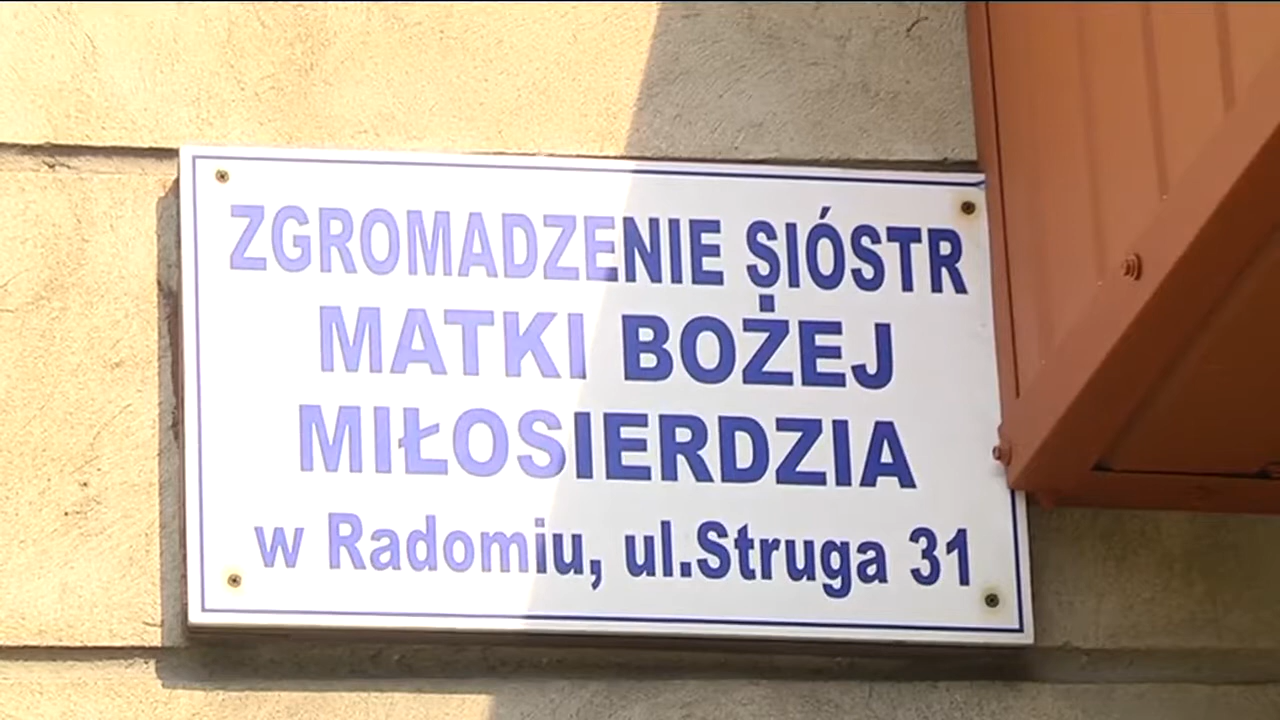 ZGROMADZENIE SIÓSTR
MATKI BOŻEJ
MIŁOSIERDZIA
w Radomiu, ul.Struga 31